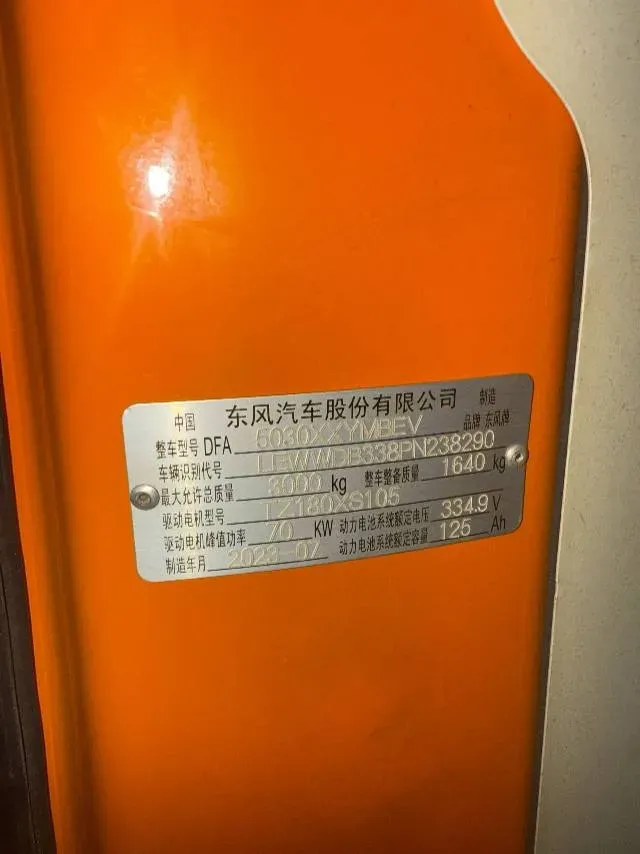 中国 东风汽车股份有限公司 制造
整车型号 DFA 5030XXYMBEV 品牌 东风牌
车辆识别代号
最大允许总质量 3000 kg 整车整备质量 1640 kg
驱动电机型号 TZ180XS105
驱动电机峰值功率 70 KW 动力电池系统额定电压 334.9 V
制造年月 2023-07 动力电池系统额定容量 125 Ah